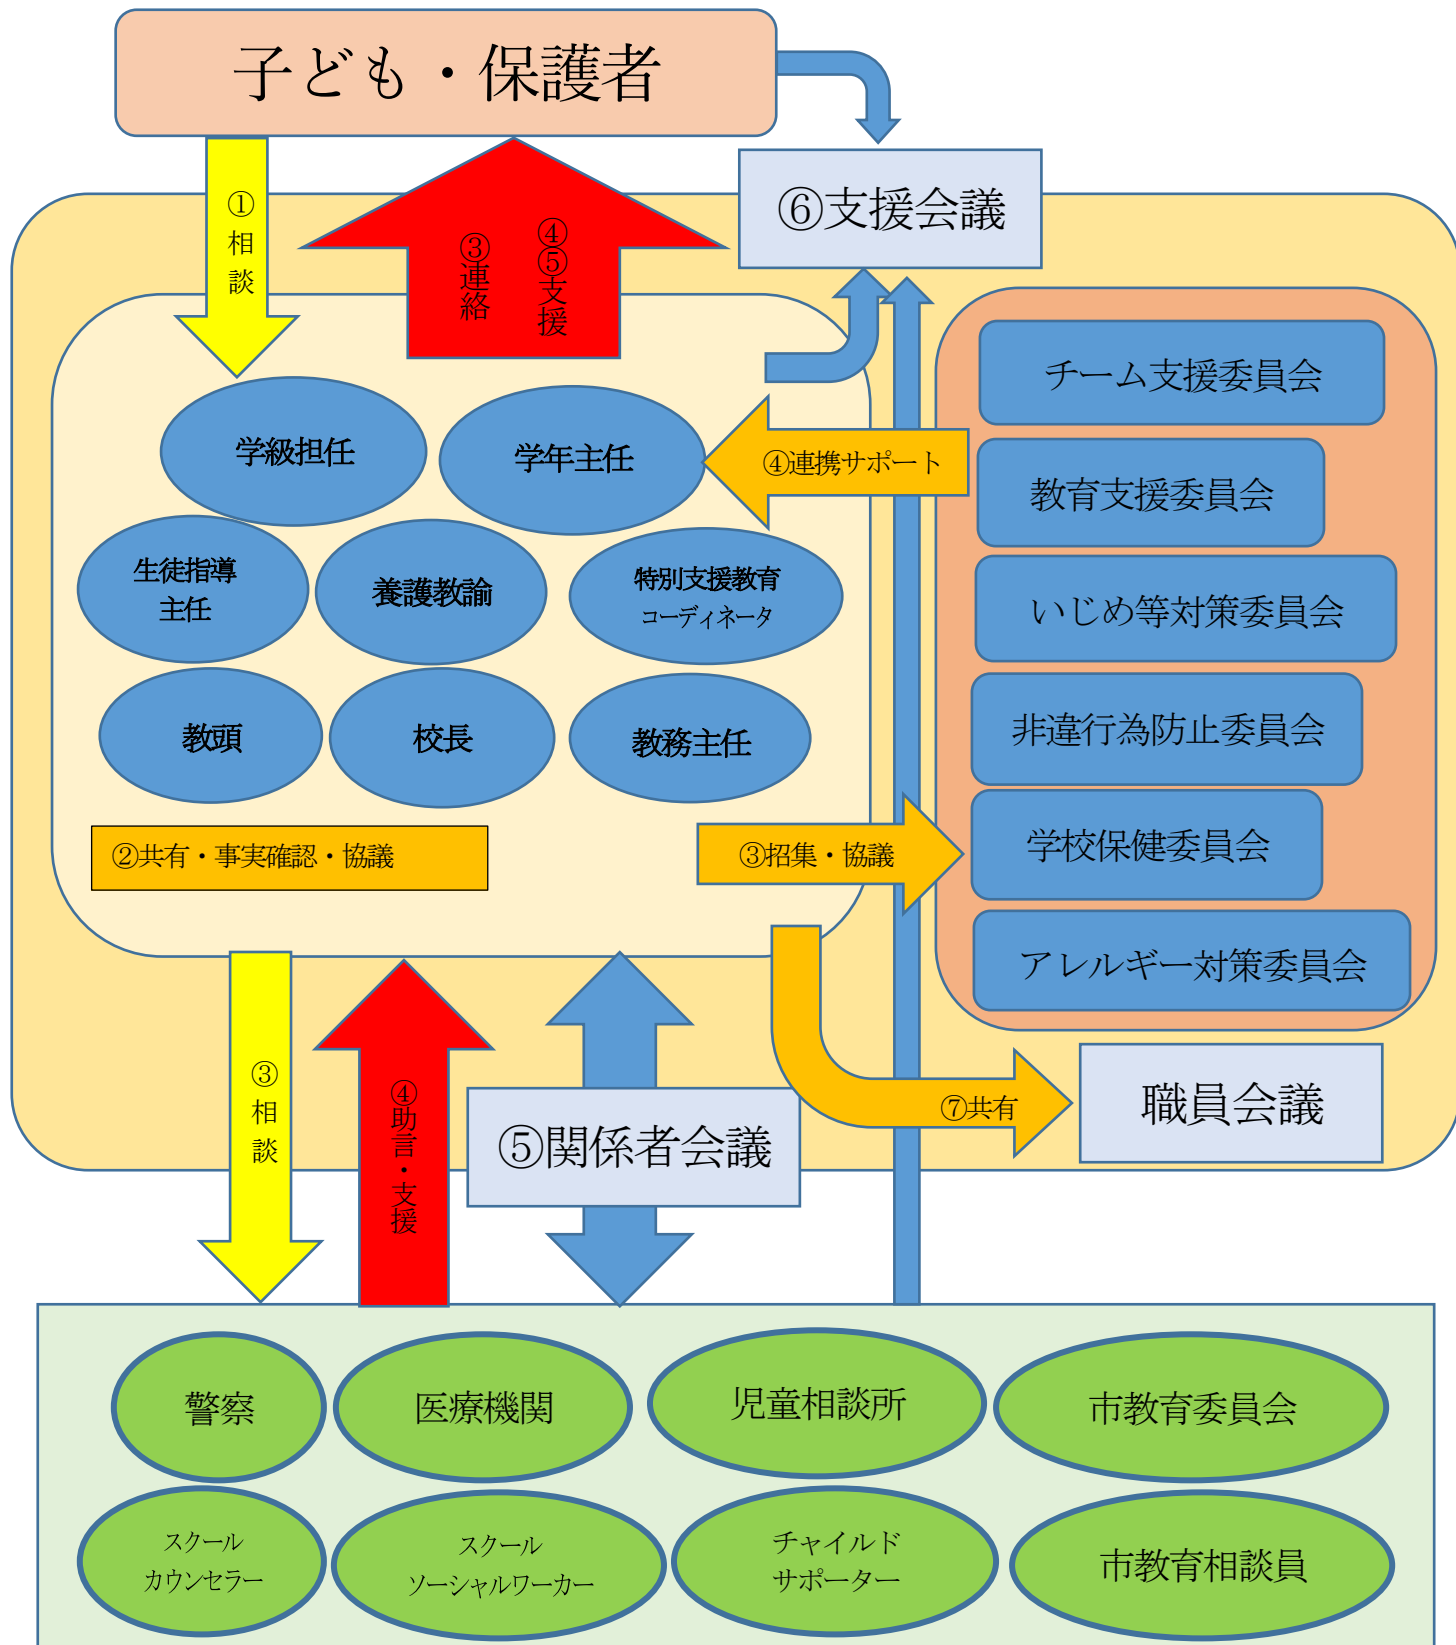 子ども・保護者
①
相
談
③連絡
④⑤支援
⑥支援会議
チーム支援委員会
学級担任
学年主任
④連携サポート
教育支援委員会
生徒指導
主任
養護教諭
特別支援教育
コーディネータ
いじめ等対策委員会
教頭
校長
教務主任
非違行為防止委員会
②共有・事実確認・協議
③招集・協議
学校保健委員会
アレルギー対策委員会
③
相
談
④助言・支援
⑤関係者会議
⑦共有
職員会議
警察
医療機関
児童相談所
市教育委員会
スクール
カウンセラー
スクール
ソーシャルワーカー
チャイルド
サポーター
市教育相談員